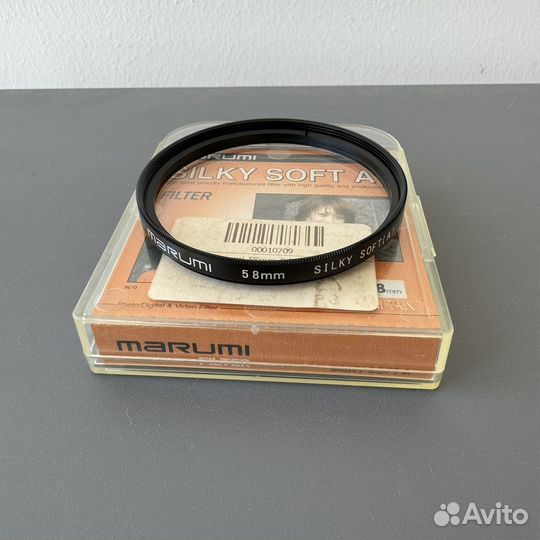 MARUMI
SILKY SOFT A
FILTER
00010709
MARUMI
58mm SILKY SOFT(A)
8mm
W/O
Photo/Digital & Video Filter
MARUMI
Avito